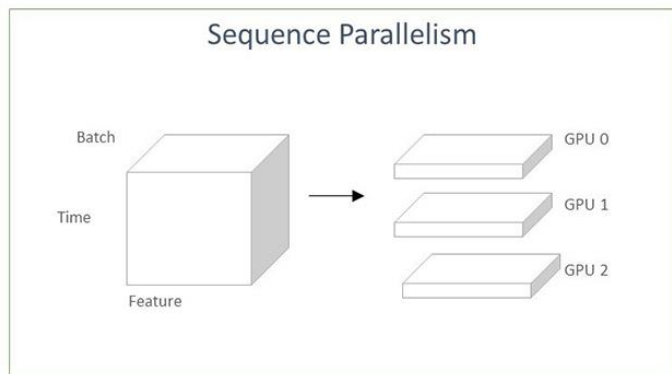 Sequence Parallelism
Batch
Time
Feature
GPU 0
GPU 1
GPU 2